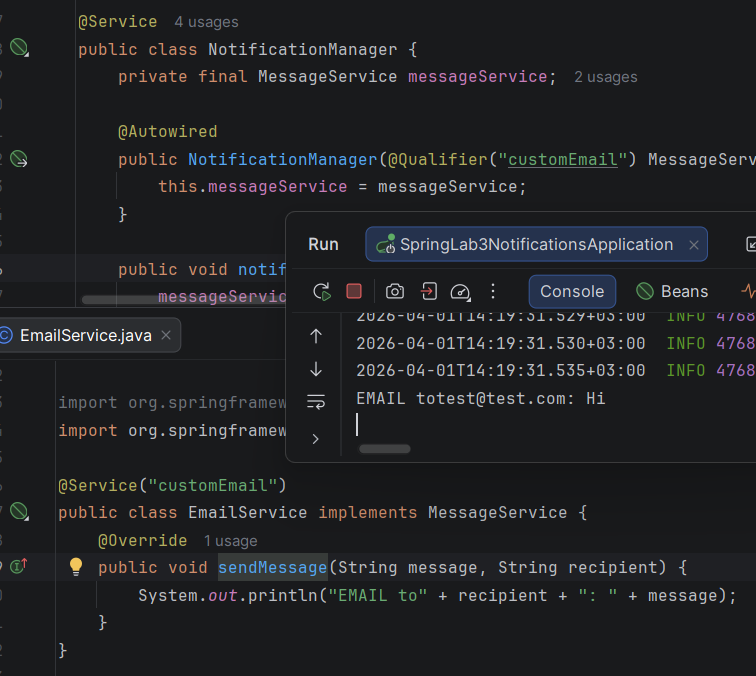 @Service 4 usages
public class NotificationManager {
private final MessageService messageService; 2 usages
@Autowired
public NotificationManager(@Qualifier("customEmail") MessageServ
this.messageService = messageService;
}
public void notif
messageServic
Run SpringLab3NotificationsApplication
Console Beans
2026-04-01T14:19:31.529+03:00 INFO 4768
2026-04-01T14:19:31.530+03:00 INFO 4768
2026-04-01T14:19:31.535+03:00 INFO 4768
EMAIL totest@test.com: Hi
EmailService.java
import org.springframew
import org.springframew
@Service("customEmail")
public class EmailService implements MessageService {
@Override 1 usage
public void sendMessage(String message, String recipient) {
System.out.println("EMAIL to" + recipient + ": " + message);
}
}